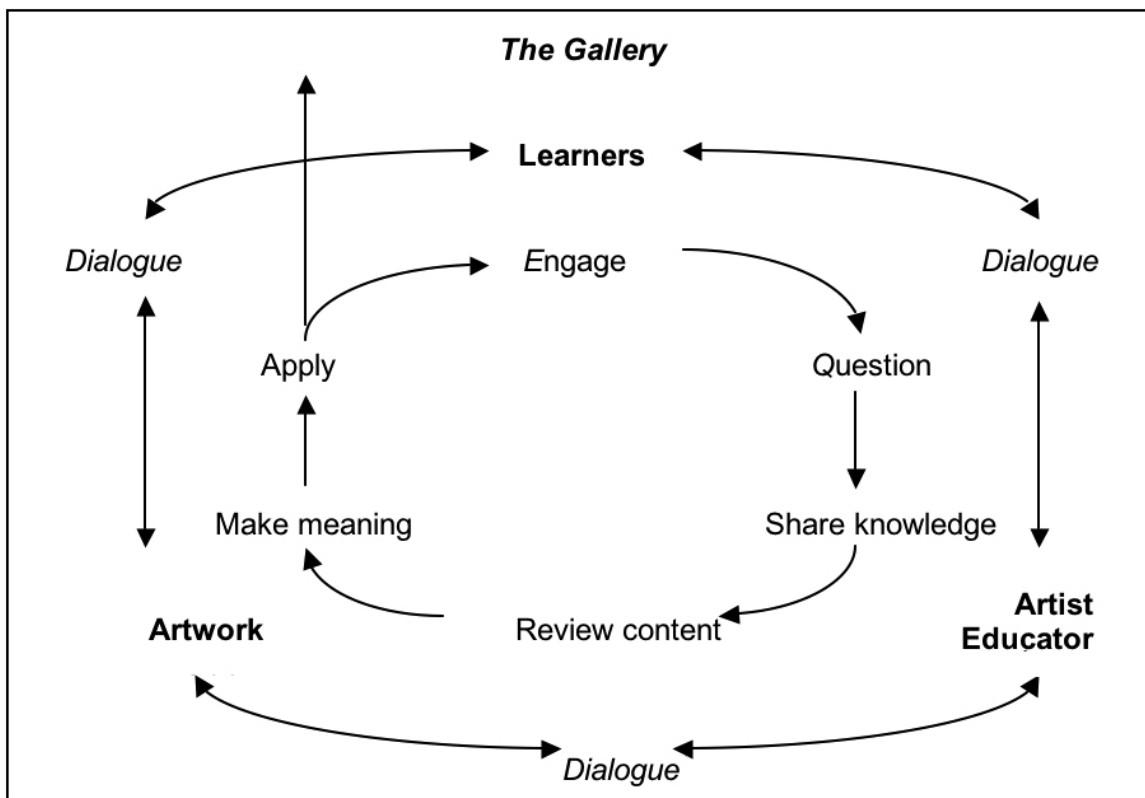 The Gallery
Learners
Dialogue
Engage
Dialogue
Apply
Question
Make meaning
Share knowledge
Artwork
Review content
Artist
Educator
Dialogue